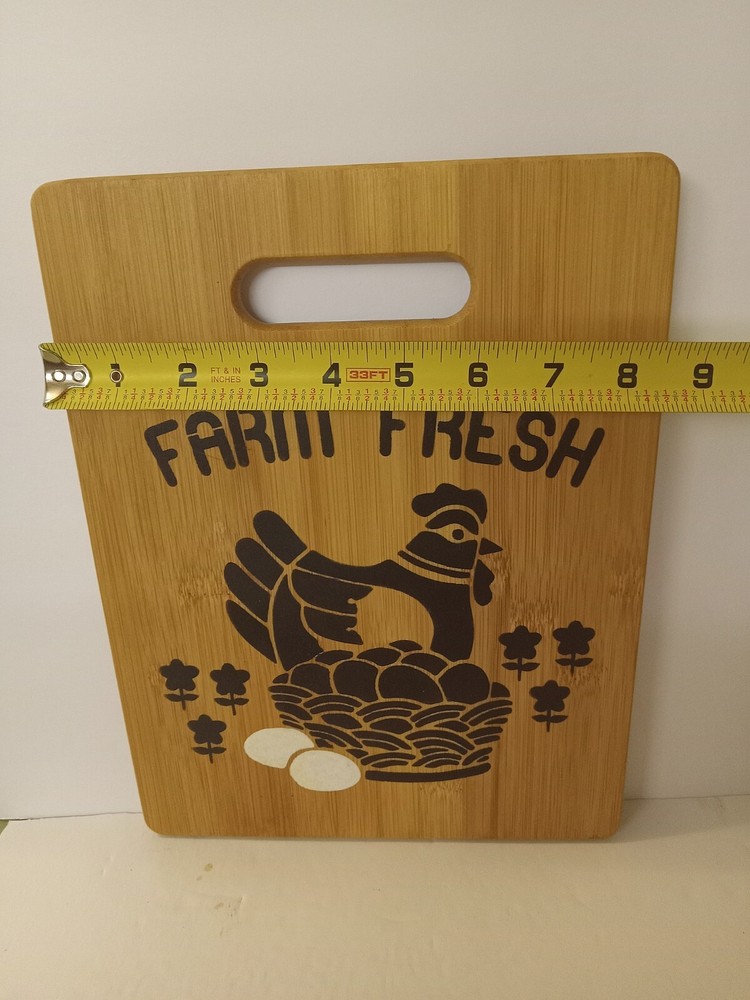 1 2 FT & IN INCHES 3 4 33FT 5 6 7 8 9
FARM FRESH